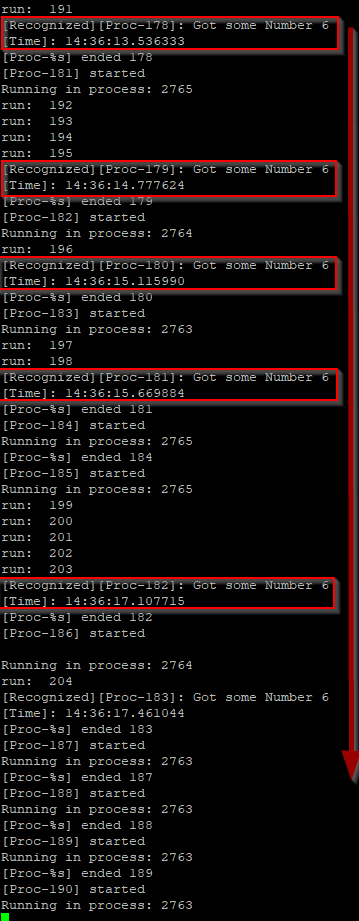 run:  191
[Recognized][Proc-178]: Got some Number 6
[Time]: 14:36:13.536333
[Proc-%s] ended 178
[Proc-181] started
Running in process: 2765
run:  192
run:  193
run:  194
run:  195
[Recognized][Proc-179]: Got some Number 6
[Time]: 14:36:14.777624
[Proc-%s] ended 179
[Proc-182] started
Running in process: 2764
run:  196
[Recognized][Proc-180]: Got some Number 6
[Time]: 14:36:15.115990
[Proc-%s] ended 180
[Proc-183] started
Running in process: 2763
run:  197
run:  198
[Recognized][Proc-181]: Got some Number 6
[Time]: 14:36:15.669884
[Proc-%s] ended 181
[Proc-184] started
Running in process: 2765
[Proc-%s] ended 184
[Proc-185] started
Running in process: 2765
run:  199
run:  200
run:  201
run:  202
run:  203
[Recognized][Proc-182]: Got some Number 6
[Time]: 14:36:17.107715
[Proc-%s] ended 182
[Proc-186] started
Running in process: 2764
run:  204
[Recognized][Proc-183]: Got some Number 6
[Time]: 14:36:17.461044
[Proc-%s] ended 183
[Proc-187] started
Running in process: 2763
[Proc-%s] ended 187
[Proc-188] started
Running in process: 2763
[Proc-%s] ended 188
[Proc-189] started
Running in process: 2763
[Proc-%s] ended 189
[Proc-190] started
Running in process: 2763